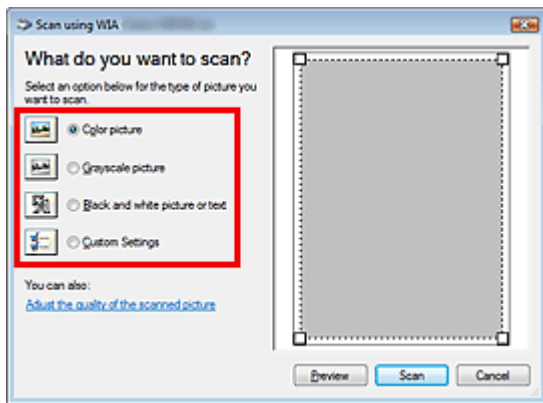 Scan using WIA
What do you want to scan?
Select an option below for the type of picture you
want to scan.
Color picture
Grayscale picture
Black and white picture or text
Custom Settings
You can also:
Adjust the quality of the scanned picture
Preview
Scan
Cancel